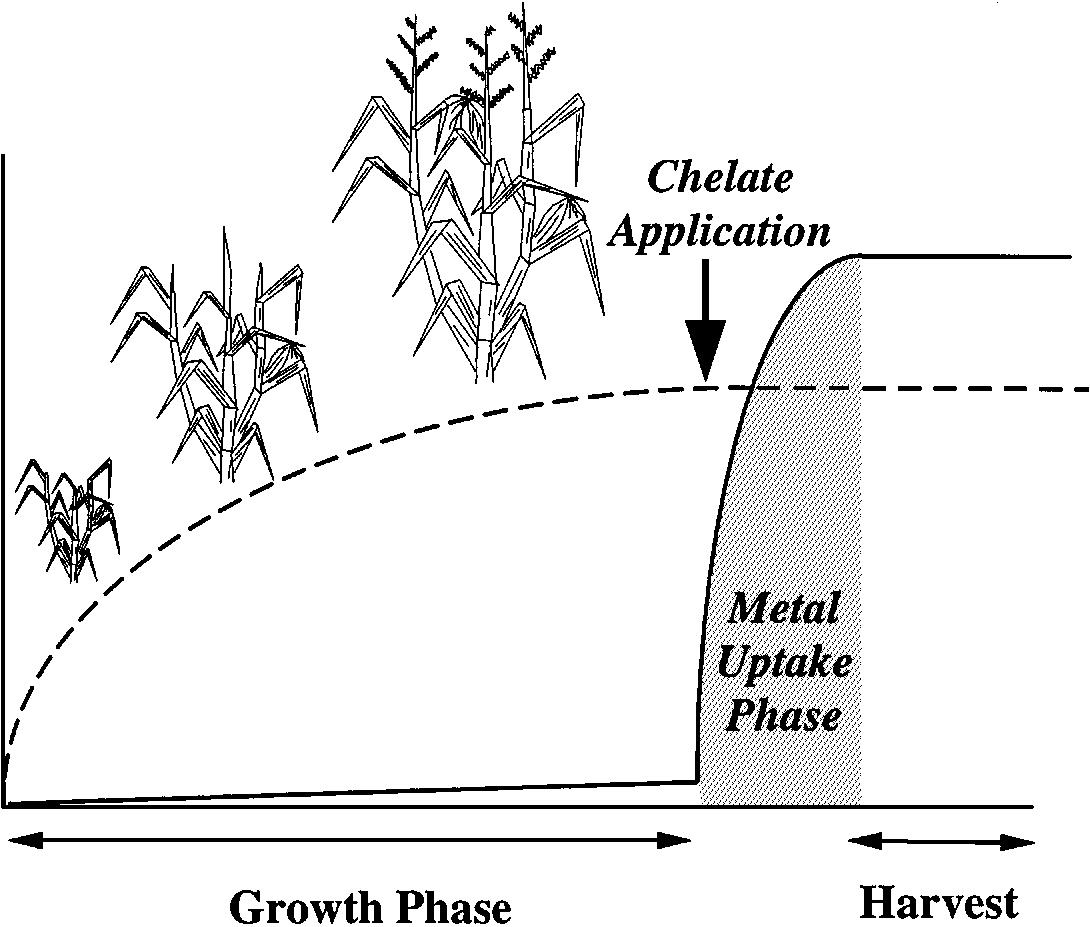 Chelate
Application
Metal
Uptake
Phase
Growth Phase
Harvest